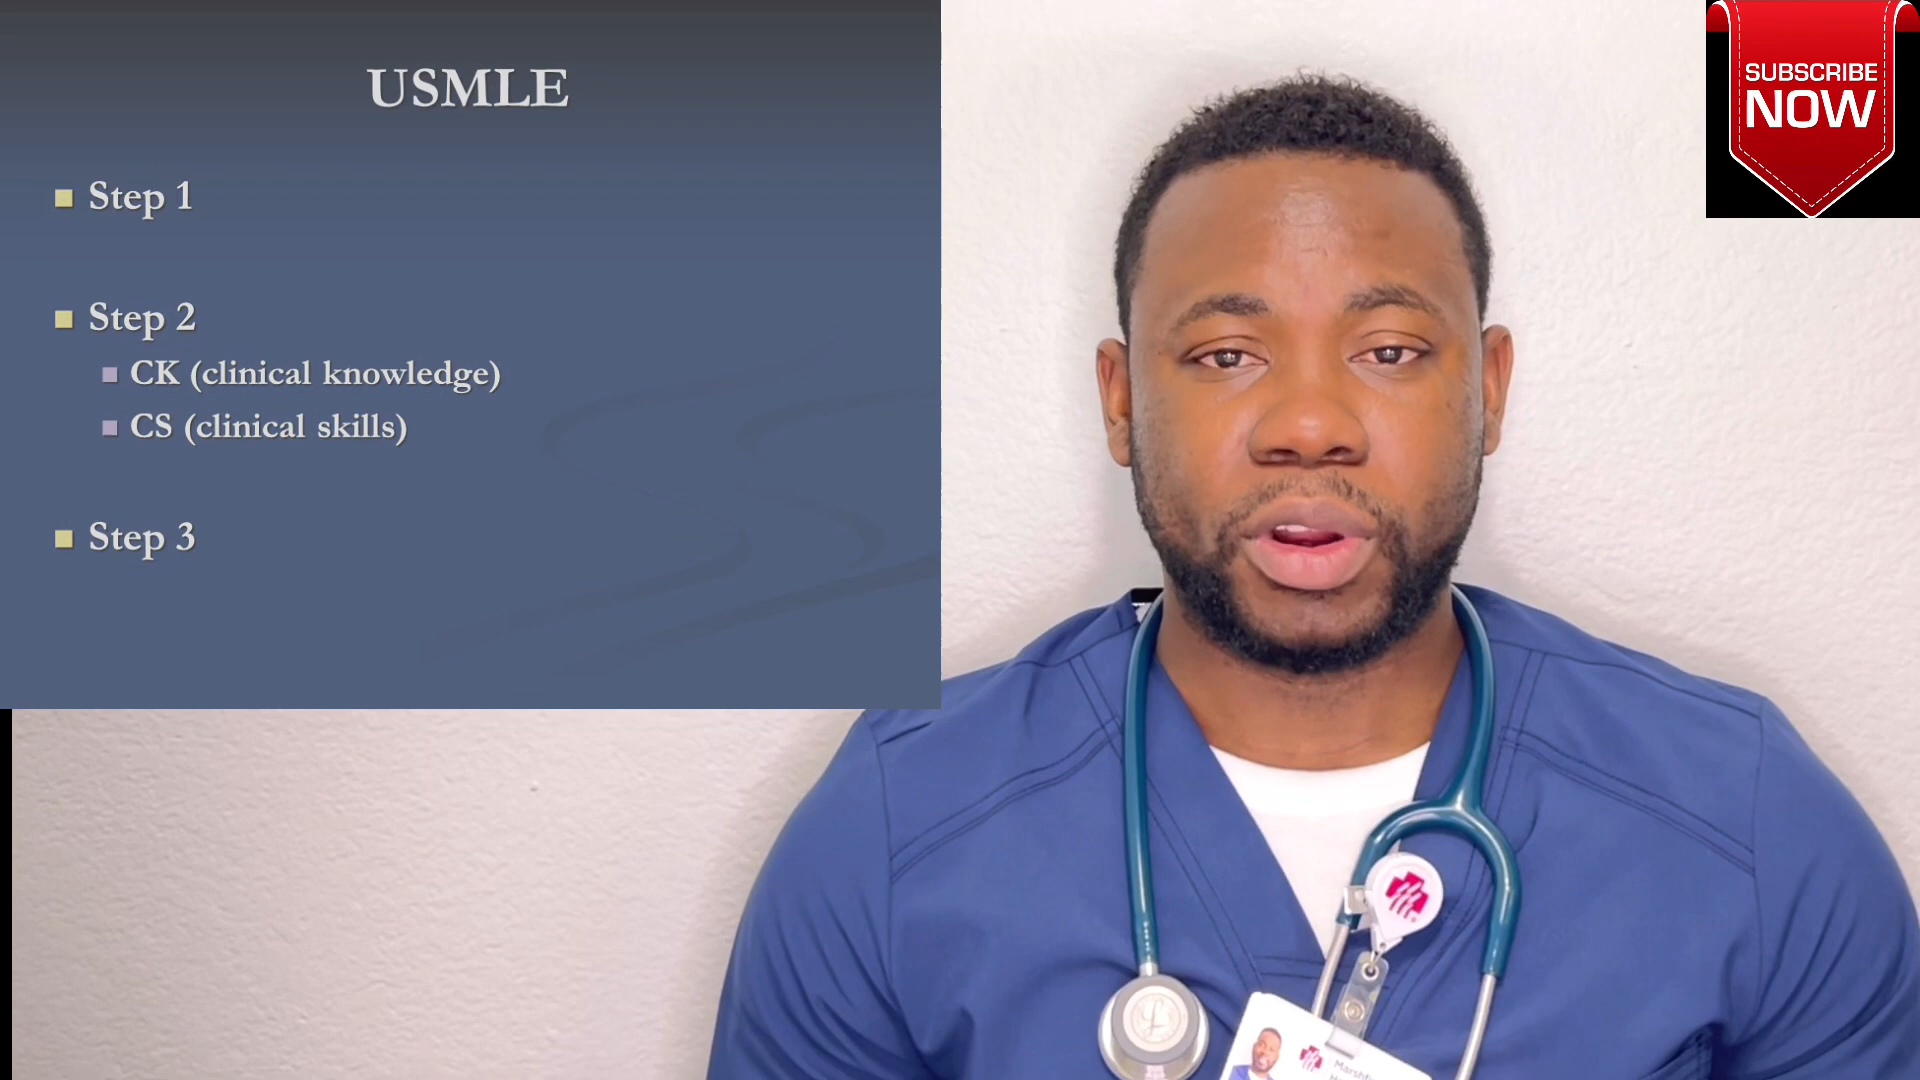 USMLE
Step 1
Step 2
CK (clinical knowledge)
CS (clinical skills)
Step 3
SUBSCRIBE
NOW